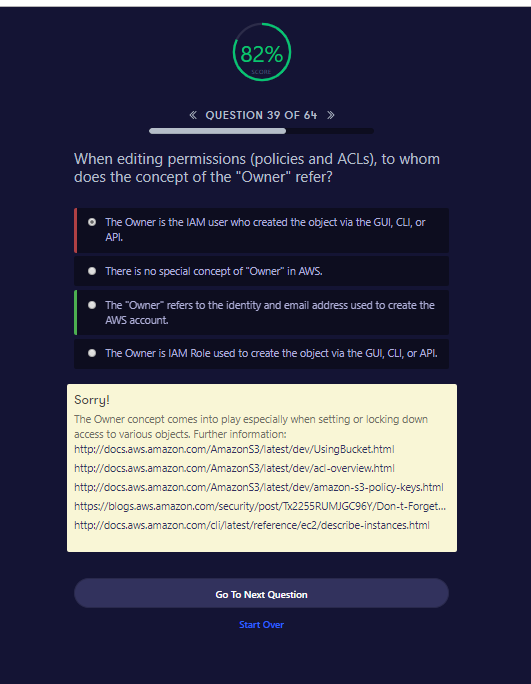 82%
SCORE
« QUESTION 39 OF 64 »
When editing permissions (policies and ACLs), to whom
does the concept of the "Owner" refer?
The Owner is the IAM user who created the object via the GUI, CLI, or
API.
There is no special concept of "Owner" in AWS.
The "Owner" refers to the identity and email address used to create the
AWS account.
The Owner is IAM Role used to create the object via the GUI, CLI, or API.
Sorry!
The Owner concept comes into play especially when setting or locking down
access to various objects. Further information:
http://docs.aws.amazon.com/AmazonS3/latest/dev/UsingBucket.html
http://docs.aws.amazon.com/AmazonS3/latest/dev/acl-overview.html
http://docs.aws.amazon.com/AmazonS3/latest/dev/amazon-s3-policy-keys.html
https://blogs.aws.amazon.com/security/post/Tx2255RUMJGC96Y/Don-t-Forget...
http://docs.aws.amazon.com/cli/latest/reference/ec2/describe-instances.html
Go To Next Question
Start Over